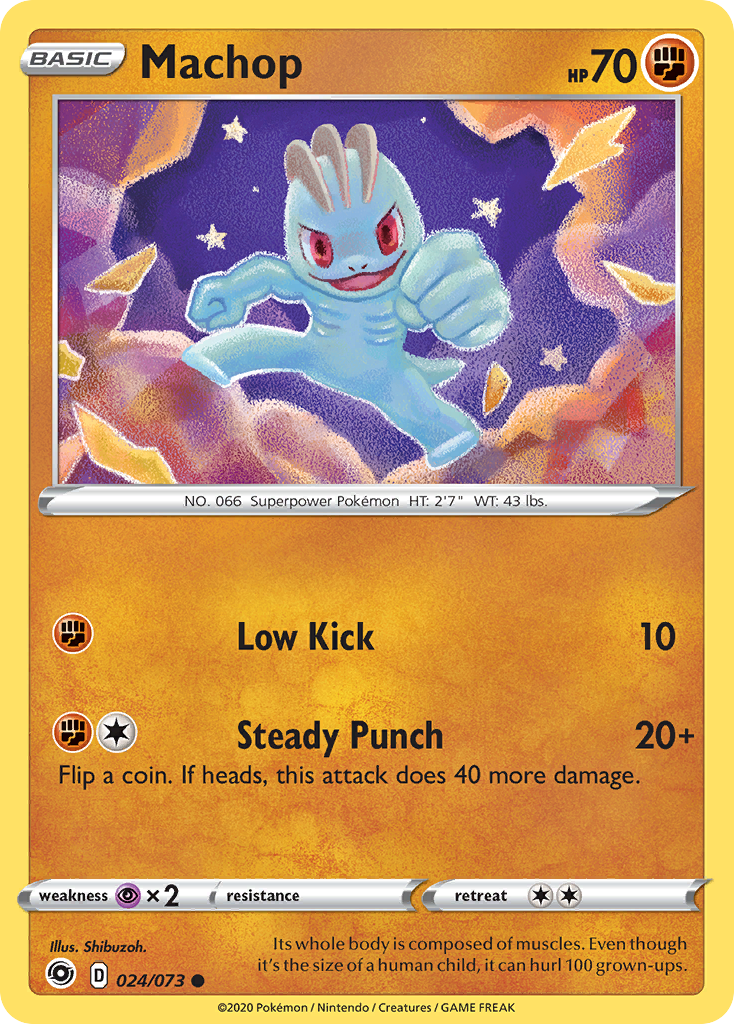 BASIC Machop HP 70
NO. 066 Superpower Pokémon HT: 2'7" WT: 43 lbs.
Low Kick 10
Steady Punch 20+
Flip a coin. If heads, this attack does 40 more damage.
weakness ×2 resistance retreat
Illus. Shibuzoh.
Its whole body is composed of muscles. Even though
it's the size of a human child, it can hurl 100 grown-ups.
D 024/073
©2020 Pokémon / Nintendo / Creatures / GAME FREAK